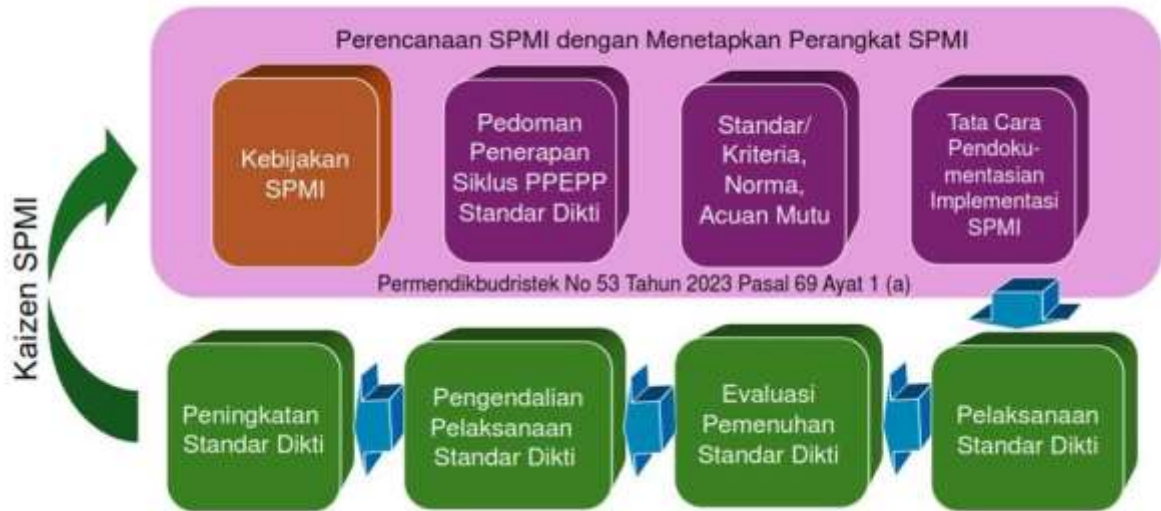 Perencanaan SPMI dengan Menetapkan Perangkat SPMI
Kebijakan
SPMI
Pedoman
Penerapan
Siklus PPEPP
Standar Dikti
Standar/
Kriteria,
Norma,
Acuan Mutu
Tata Cara
Pendoku-
mentasian
Implementasi
SPMI
Permendikbudristek No 53 Tahun 2023 Pasal 69 Ayat 1 (a)
Kaizen SPMI
Peningkatan
Standar Dikti
Pengendalian
Pelaksanaan
Standar Dikti
Evaluasi
Pemenuhan
Standar Dikti
Pelaksanaan
Standar Dikti